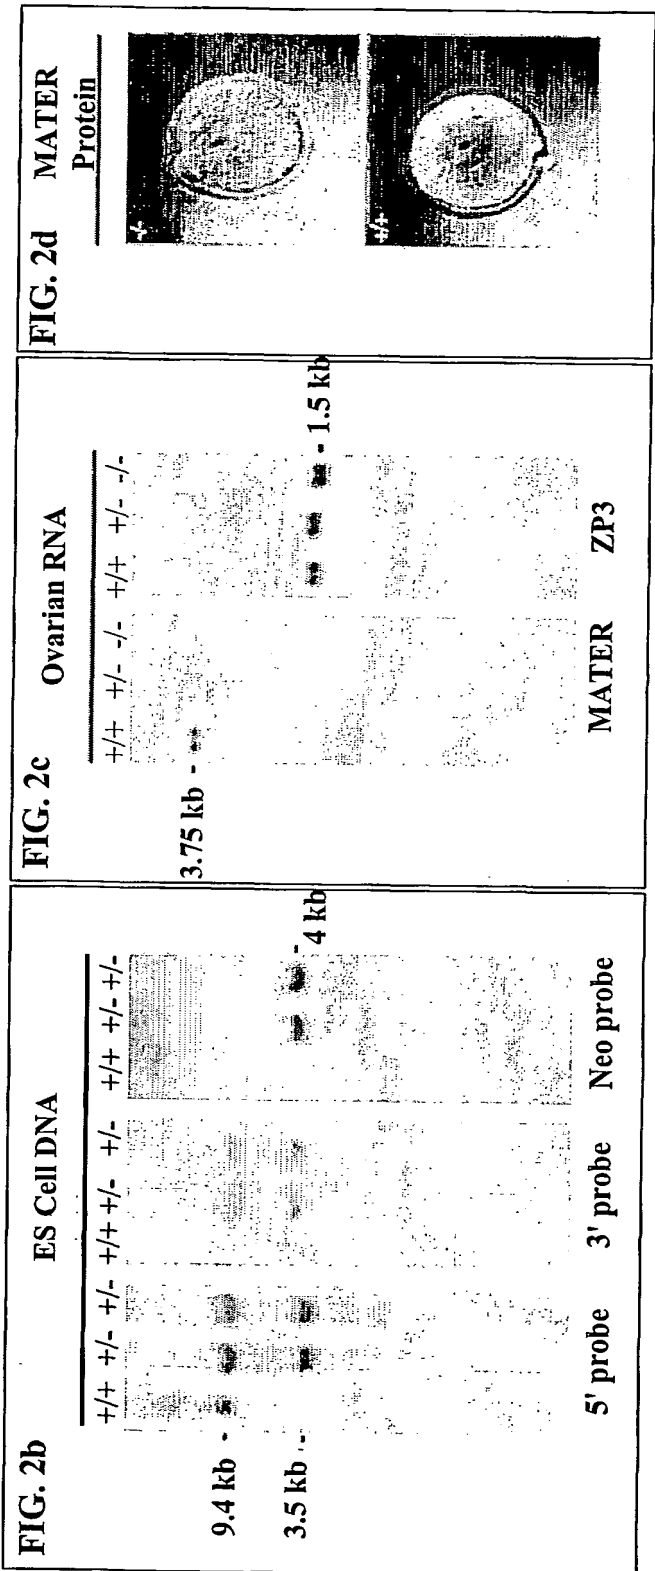 FIG. 2b
ES Cell DNA
+/+ +/- +/-
+/+ +/- +/-
+/+ +/- +/-
9.4 kb -
3.5 kb -
- 4 kb
5' probe
3' probe
Neo probe
FIG. 2c
Ovarian RNA
+/+ +/- -/-
+/+ +/- -/-
3.75 kb -
- 1.5 kb
MATER
ZP3
FIG. 2d
MATER
Protein
+/+